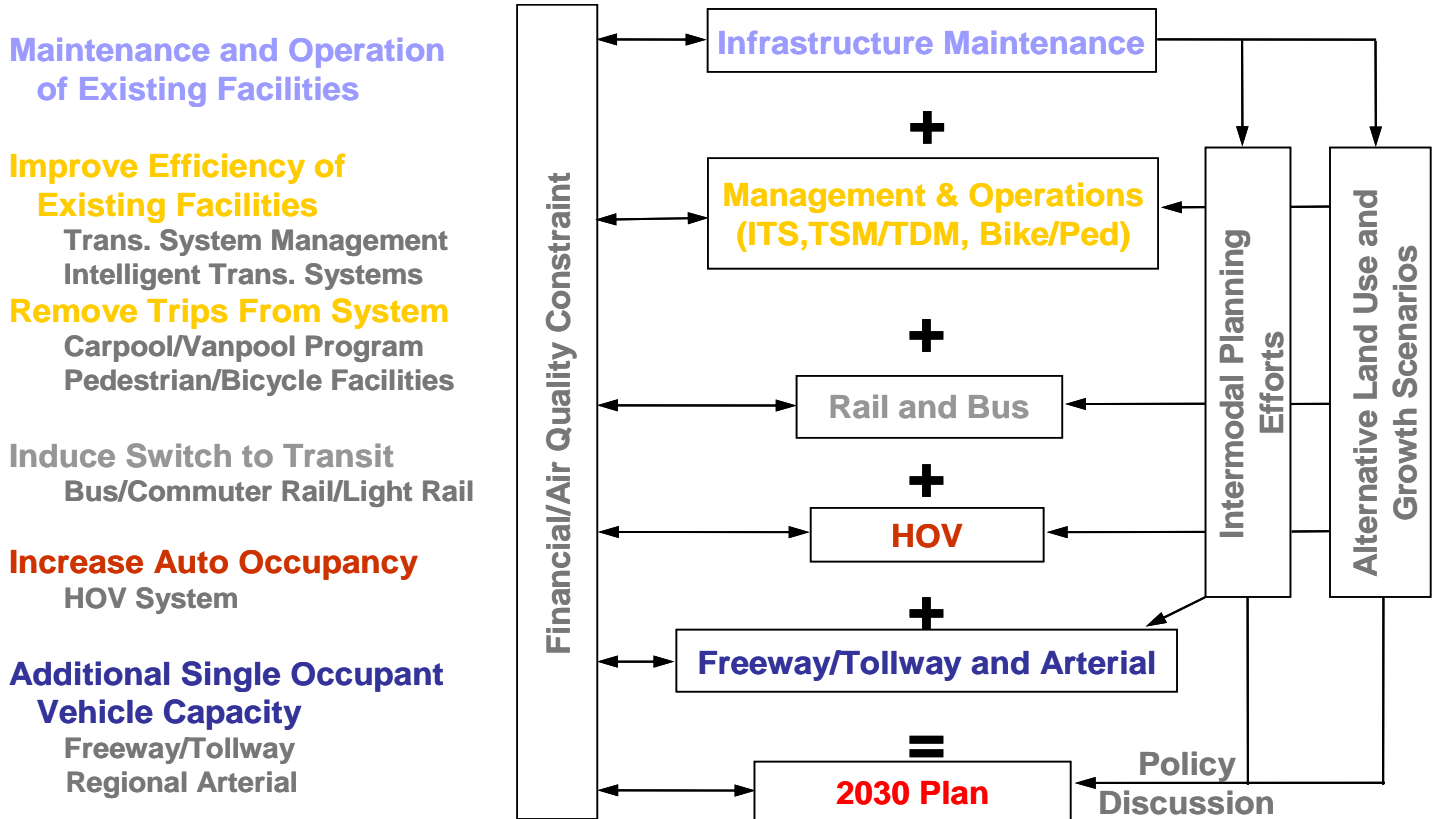 Maintenance and Operation
of Existing Facilities
Improve Efficiency of
Existing Facilities
Trans. System Management
Intelligent Trans. Systems
Remove Trips From System
Carpool/Vanpool Program
Pedestrian/Bicycle Facilities
Induce Switch to Transit
Bus/Commuter Rail/Light Rail
Increase Auto Occupancy
HOV System
Additional Single Occupant
Vehicle Capacity
Freeway/Tollway
Regional Arterial
Financial/Air Quality Constraint
Infrastructure Maintenance
+
Management & Operations
(ITS,TSM/TDM, Bike/Ped)
+
Rail and Bus
+
HOV
+
Freeway/Tollway and Arterial
=
2030 Plan
Intermodal Planning
Efforts
Alternative Land Use and
Growth Scenarios
Policy
Discussion